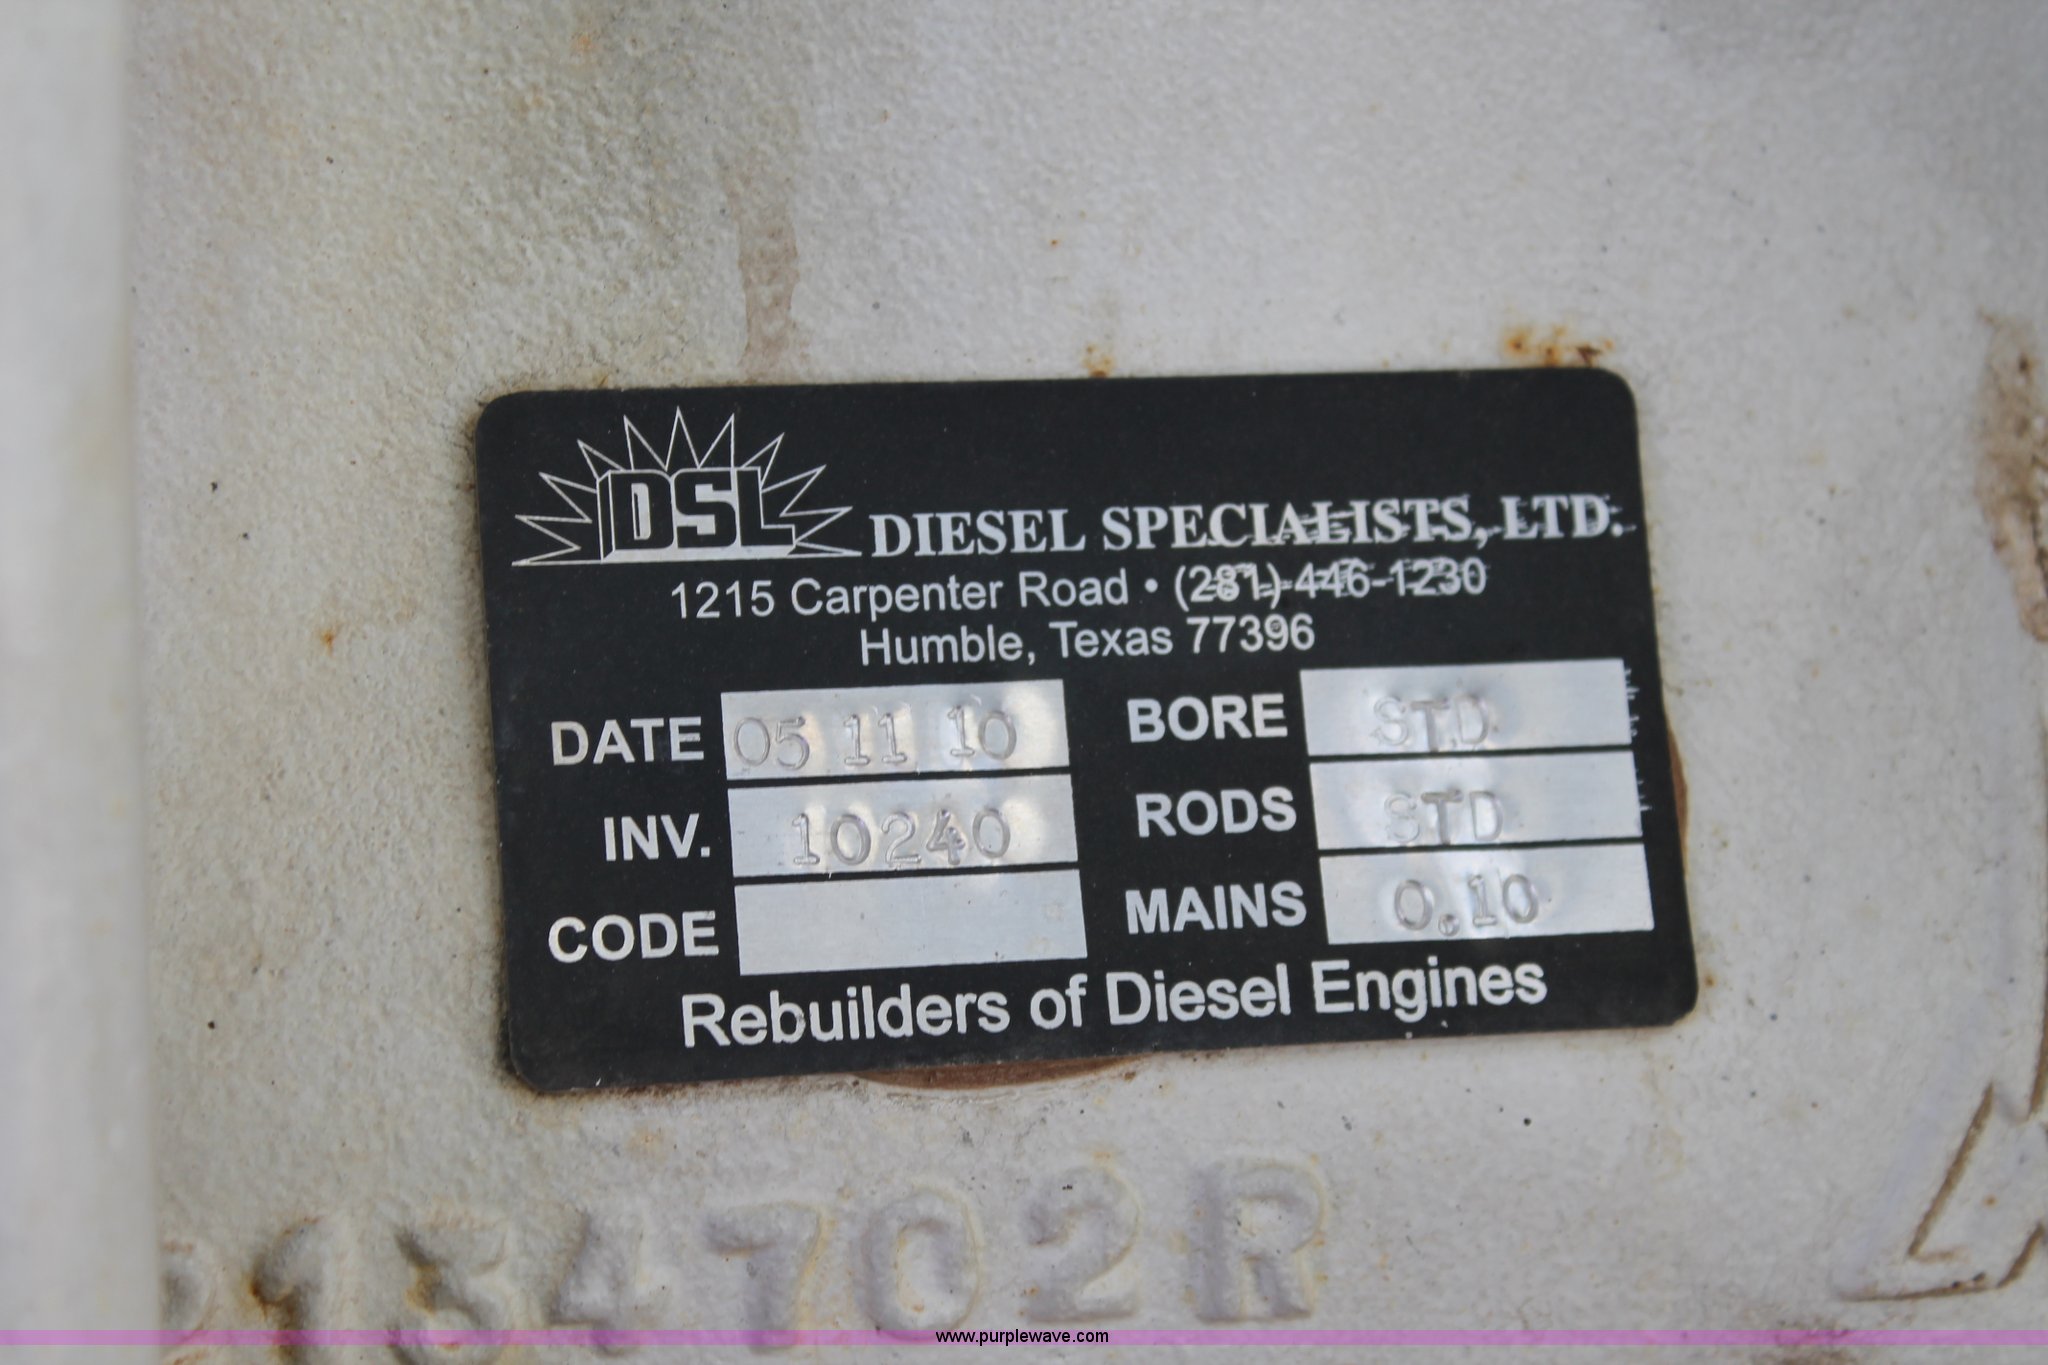 DSL
DIESEL SPECIALISTS, LTD.
1215 Carpenter Road • (281) 446-1230
Humble, Texas 77396
DATE 05 11 10
BORE STD
INV. 10240
RODS STD
CODE
MAINS 0.10
Rebuilders of Diesel Engines
www.purplewave.com